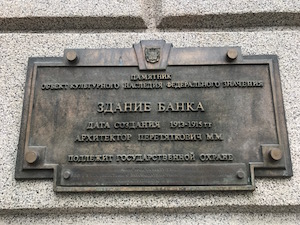 ПАМЯТНИК
ОБЪЕКТ КУЛЬТУРНОГО НАСЛЕДИЯ ФЕДЕРАЛЬНОГО ЗНАЧЕНИЯ
ЗДАНИЕ БАНКА
ДАТА СОЗДАНИЯ 1913-1915 гг.
АРХИТЕКТОР ПЕРЕТЯТКОВИЧ М.М.
ПОДЛЕЖИТ ГОСУДАРСТВЕННОЙ ОХРАНЕ